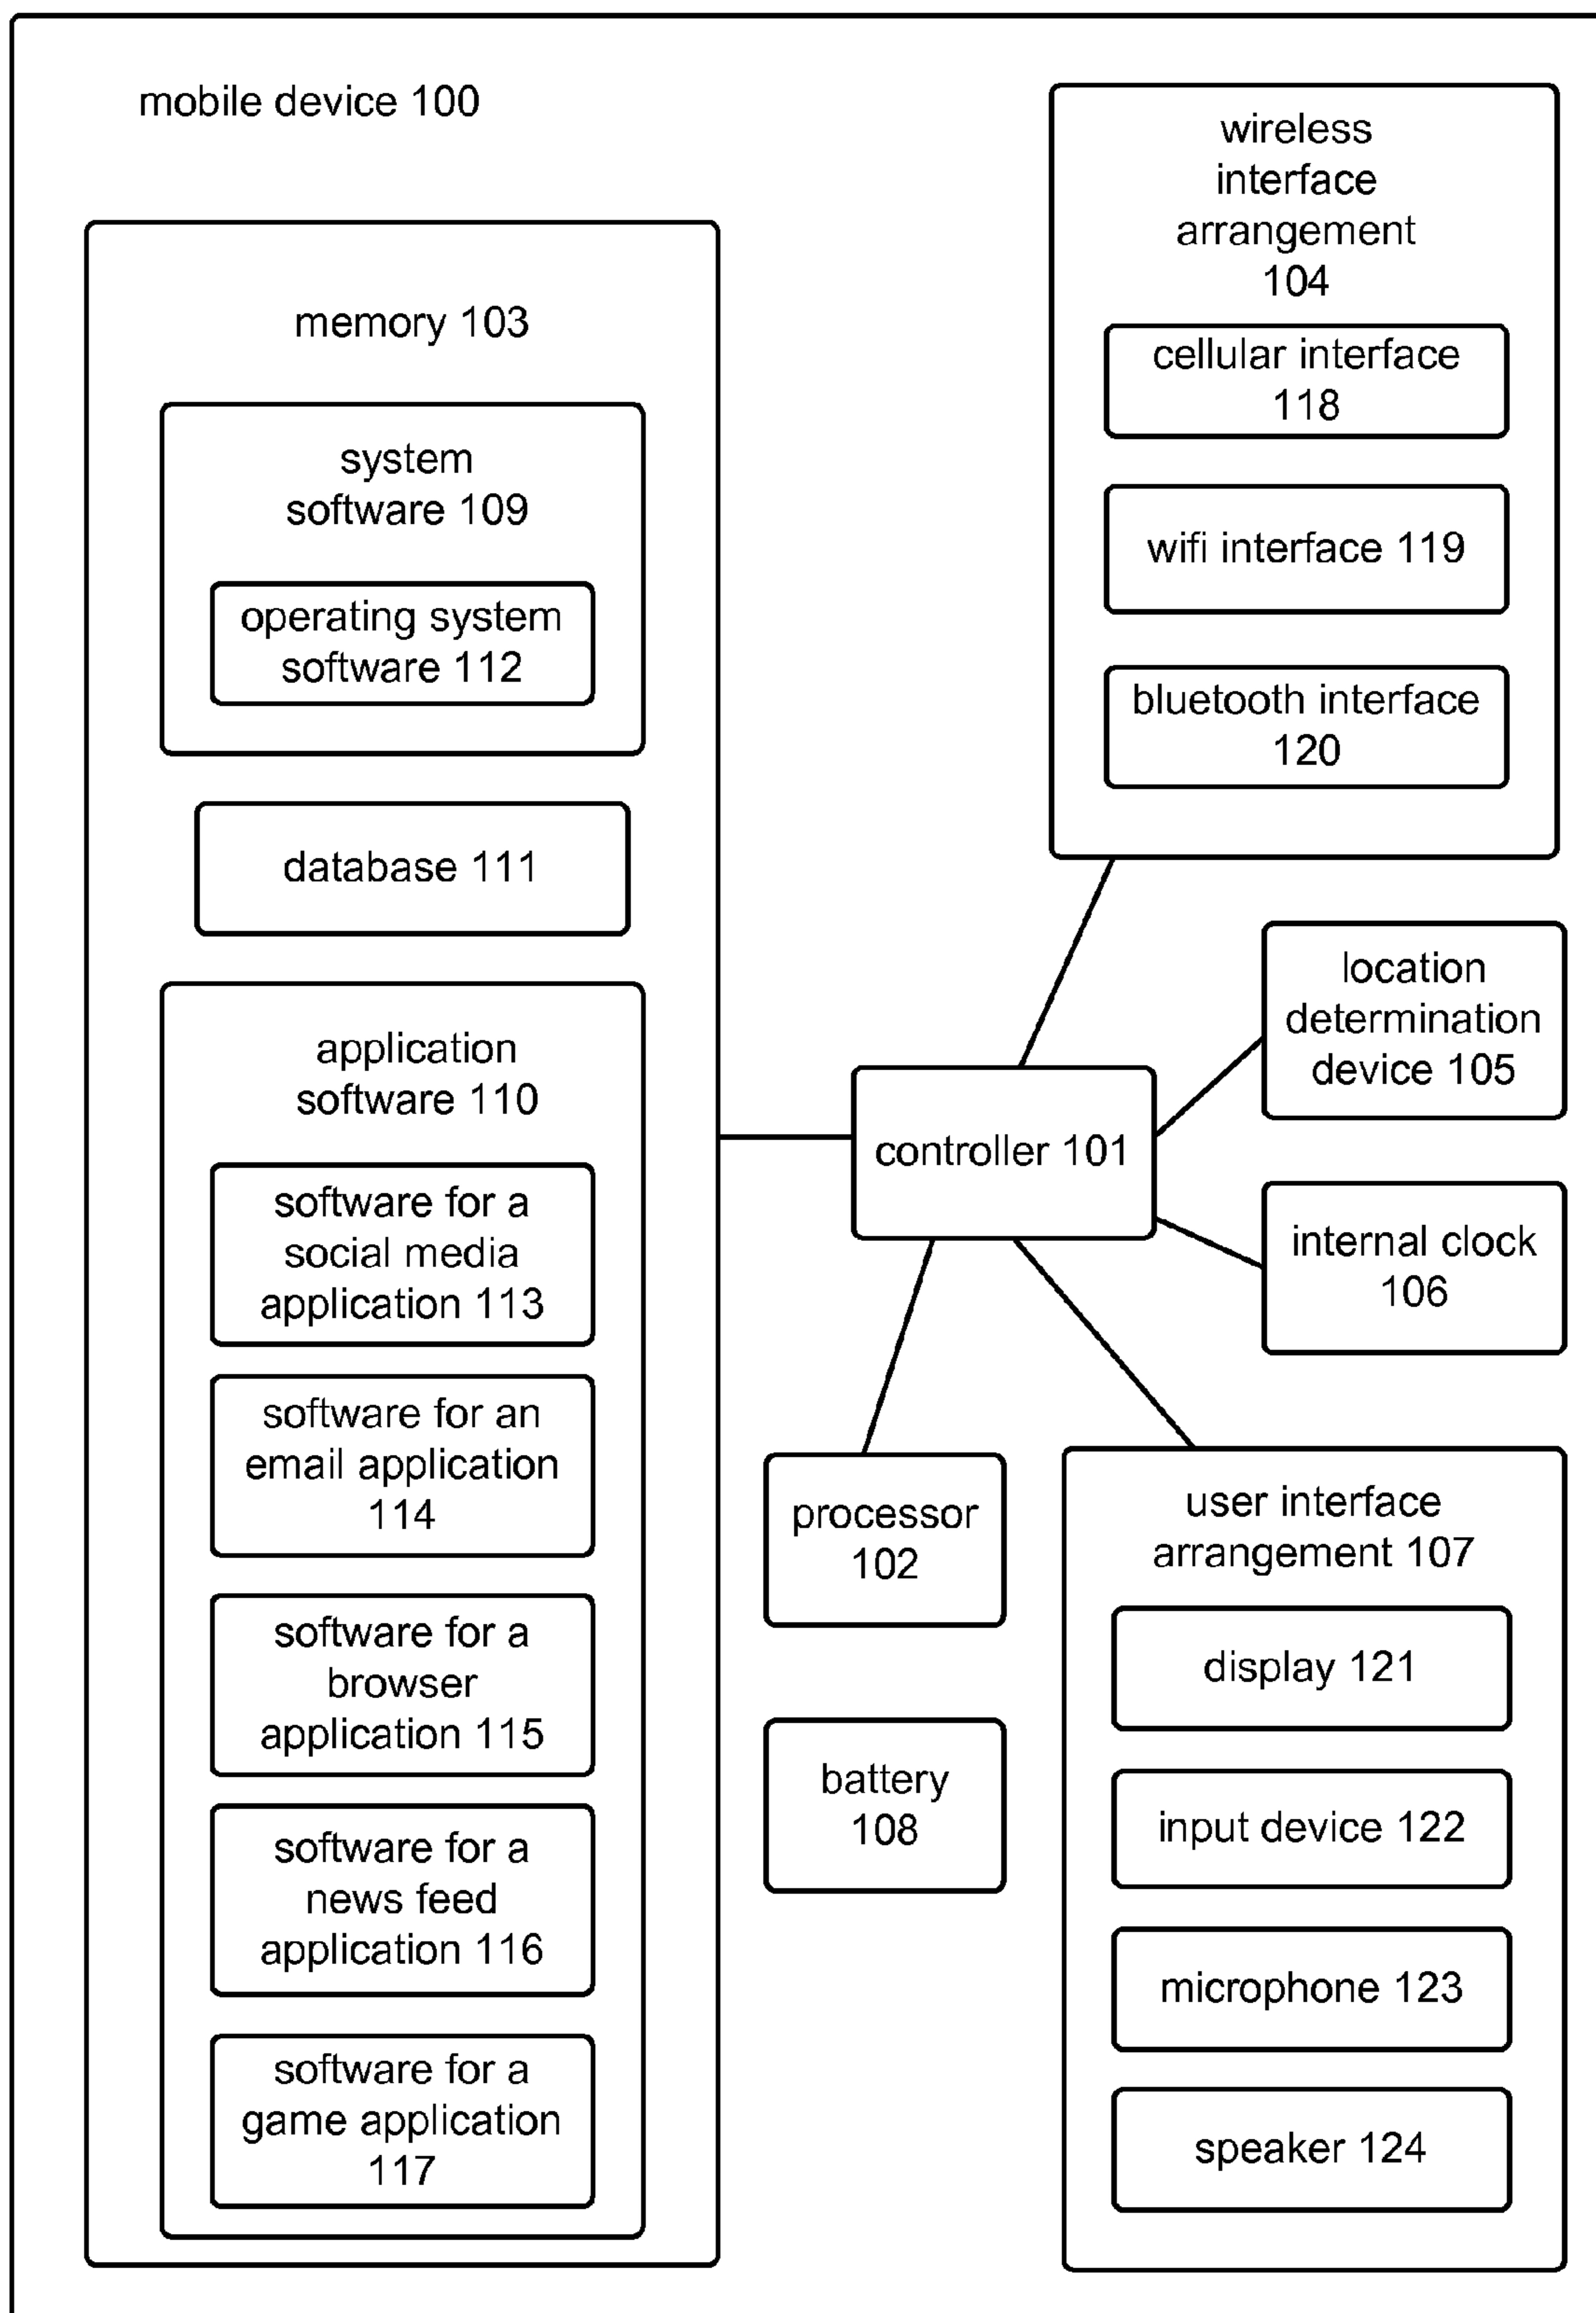 mobile device 100
memory 103
system
software 109
operating system
software 112
database 111
application
software 110
software for a
social media
application 113
software for an
email application
114
software for a
browser
application 115
software for a
news feed
application 116
software for a
game application
117
wireless
interface
arrangement
104
cellular interface
118
wifi interface 119
bluetooth interface
120
location
determination
device 105
controller 101
internal clock
106
processor
102
battery
108
user interface
arrangement 107
display 121
input device 122
microphone 123
speaker 124